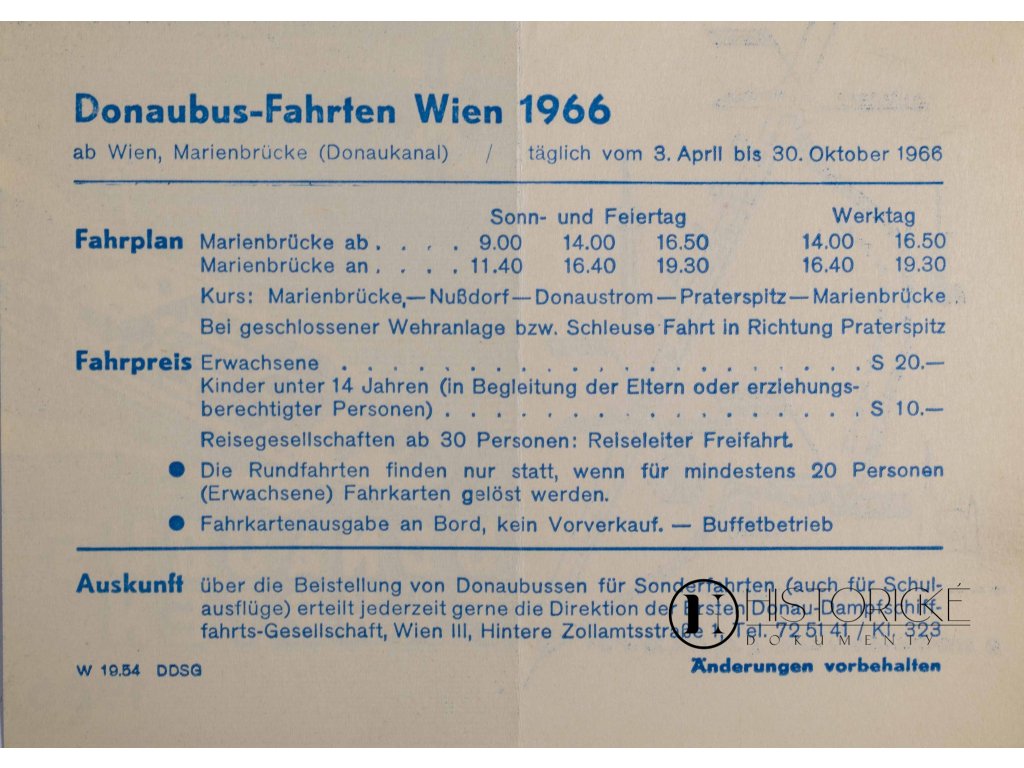 Donaubus-Fahrten Wien 1966
ab Wien, Marienbrücke (Donaukanal) / täglich vom 3. April bis 30. Oktober 1966
Sonn- und Feiertag Werktag
Fahrplan Marienbrücke ab . . . . 9.00 14.00 16.50 14.00 16.50
Marienbrücke an . . . . 11.40 16.40 19.30 16.40 19.30
Kurs: Marienbrücke,—Nußdorf—Donaustrom—Praterspitz—Marienbrücke
Bei geschlossener Wehranlage bzw. Schleuse Fahrt in Richtung Praterspitz
Fahrpreis Erwachsene . . . . . . . . . . . . . . . . . . S 20.—
Kinder unter 14 Jahren (in Begleitung der Eltern oder erziehungs-
berechtigter Personen) . . . . . . . . . . . . . . . S 10.—
Reisegesellschaften ab 30 Personen: Reiseleiter Freifahrt.
● Die Rundfahrten finden nur statt, wenn für mindestens 20 Personen
(Erwachsene) Fahrkarten gelöst werden.
● Fahrkartenausgabe an Bord, kein Vorverkauf. — Buffetbetrieb
Auskunft über die Beistellung von Donaubussen für Sonderfahrten (auch für Schul-
ausflüge) erteilt jederzeit gerne die Direktion der Ersten Donau-Dampfschiff-
fahrts-Gesellschaft, Wien III, Hintere Zollamtsstraße 1, Tel. 72 51 41 / Kl. 323
HISTORICKÉ
DOKUMENTY
W 19.54 DDSG Änderungen vorbehalten